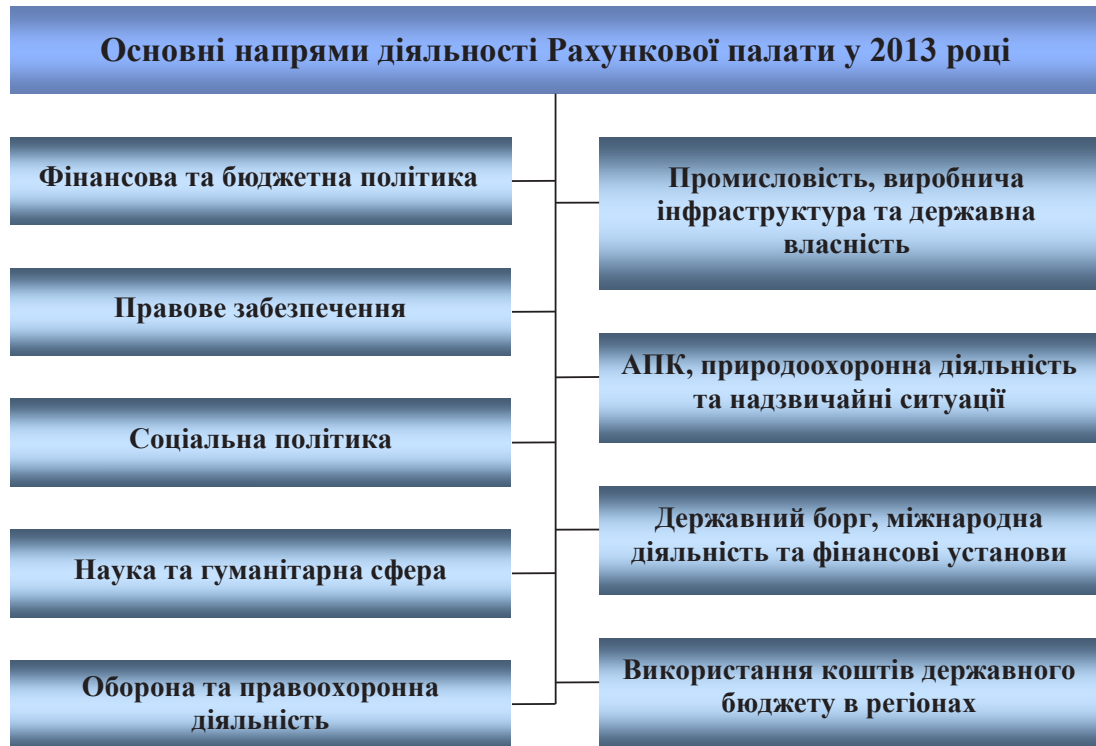 Основні напрями діяльності Рахункової палати у 2013 році
Фінансова та бюджетна політика
Правове забезпечення
Соціальна політика
Наука та гуманітарна сфера
Оборона та правоохоронна
діяльність
Промисловість, виробнича
інфраструктура та державна
власність
АПК, природоохоронна діяльність
та надзвичайні ситуації
Державний борг, міжнародна
діяльність та фінансові установи
Використання коштів державного
бюджету в регіонах